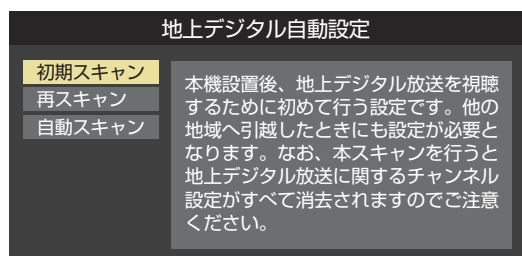 地上デジタル自動設定
初期スキャン
再スキャン
自動スキャン
本機設置後、地上デジタル放送を視聴
するために初めて行う設定です。他の
地域へ引越したときにも設定が必要と
なります。なお、本スキャンを行うと
地上デジタル放送に関するチャンネル
設定がすべて消去されますのでご注意
ください。